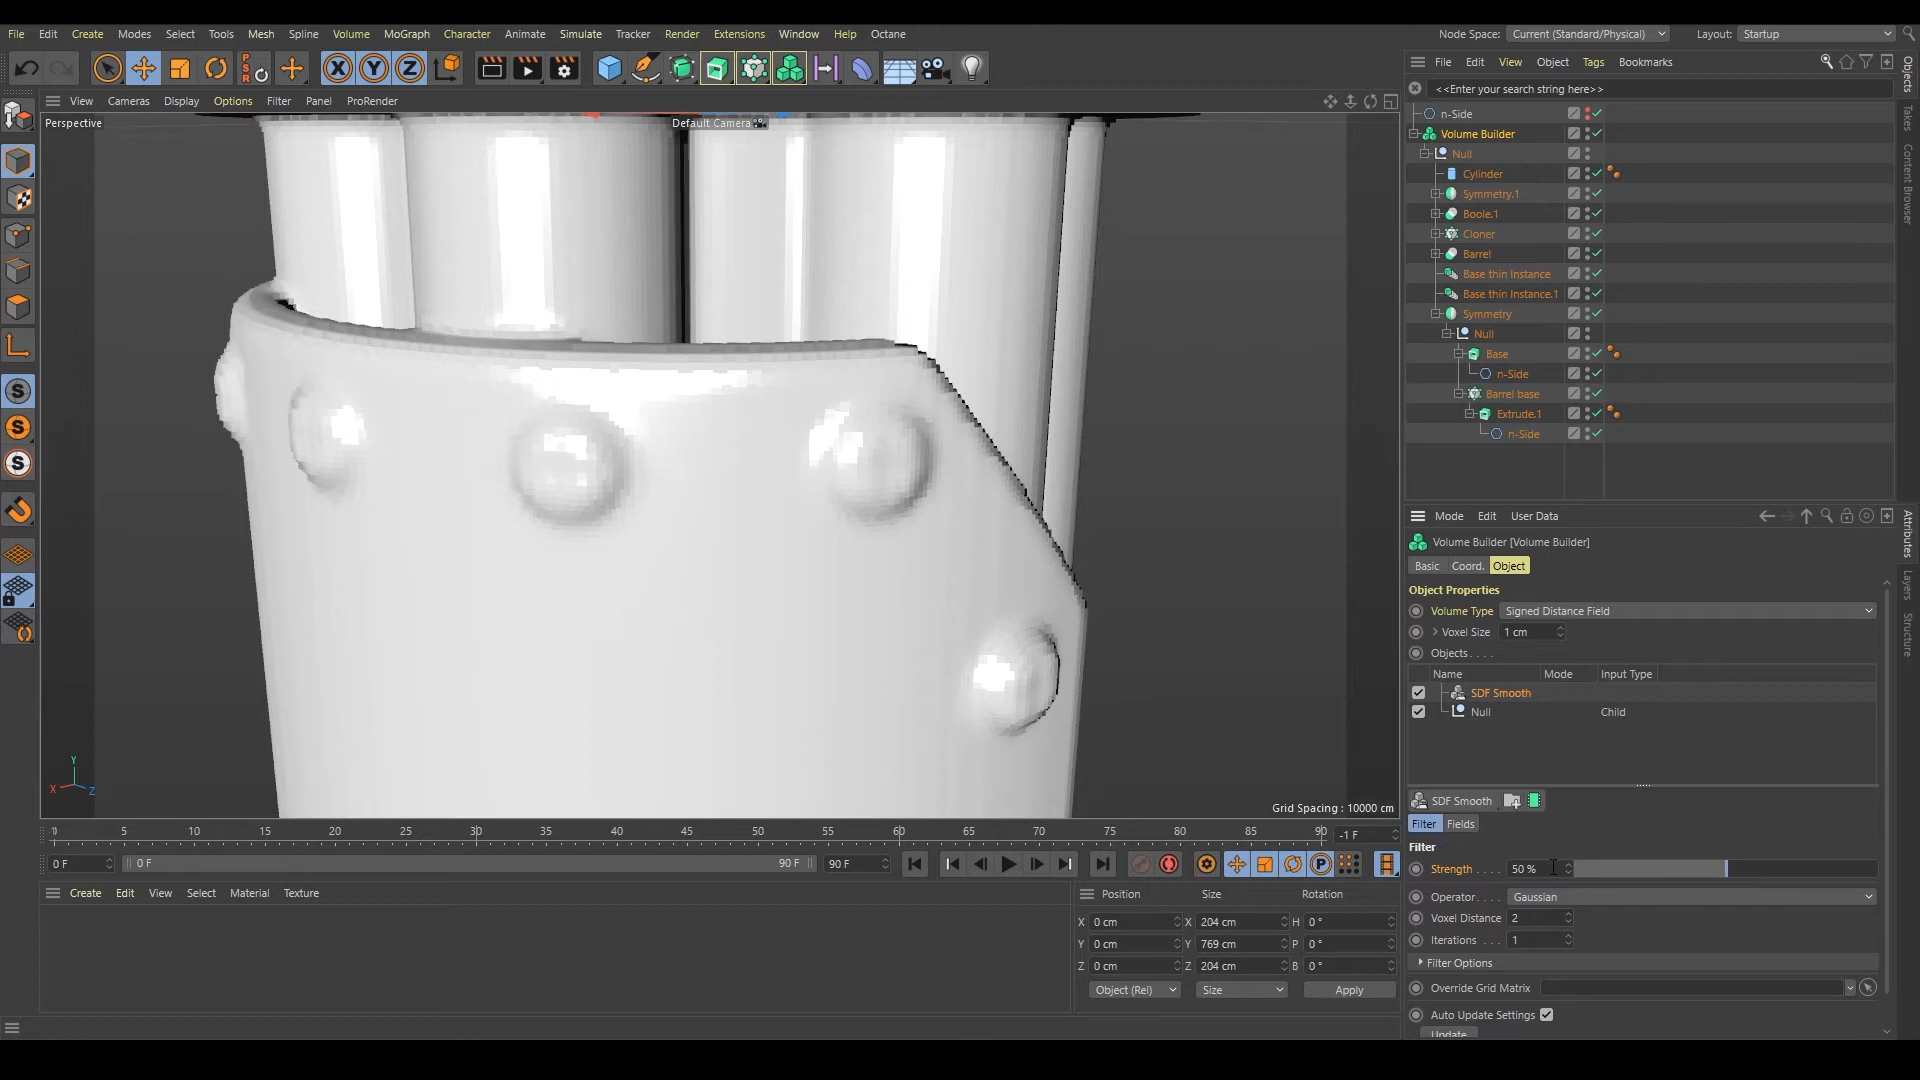 File Edit Create Modes Select Tools Mesh Spline Volume MoGraph Character Animate Simulate Tracker Render Extensions Window Help Octane Node Space: Current (Standard/Physical) Layout: Startup
PSR X Y Z
File Edit View Object Tags Bookmarks
<<Enter your search string here>>
View Cameras Display Options Filter Panel ProRender
Perspective
Default Camera
n-Side
Volume Builder
Null
Cylinder
Symmetry.1
Boole.1
Cloner
Barrel
Base thin Instance
Base thin Instance.1
Symmetry
Null
Base
n-Side
Barrel base
Extrude.1
n-Side
Objects
Takes
Content Browser
S
S
S
Mode Edit User Data
Volume Builder [Volume Builder]
Basic Coord. Object
Object Properties
Volume Type Signed Distance Field
Voxel Size 1 cm
Objects. . . .
Name Mode Input Type
SDF Smooth
Null Child
SDF Smooth
Filter Fields
Filter
Strength . . . . 50 %
Operator. . . . Gaussian
Voxel Distance 2
Iterations . . . 1
Filter Options
Override Grid Matrix
Auto Update Settings
Update
Attributes
Layers
Structure
Y
X Z
Grid Spacing : 10000 cm
5 10 15 20 25 30 35 40 45 50 55 60 65 70 75 80 85 90 -1 F
0 F 0 F 90 F 90 F P
Create Edit View Select Material Texture
Position Size Rotation
X 0 cm X 204 cm H 0 °
Y 0 cm Y 769 cm P 0 °
Z 0 cm Z 204 cm B 0 °
Object (Rel) Size Apply